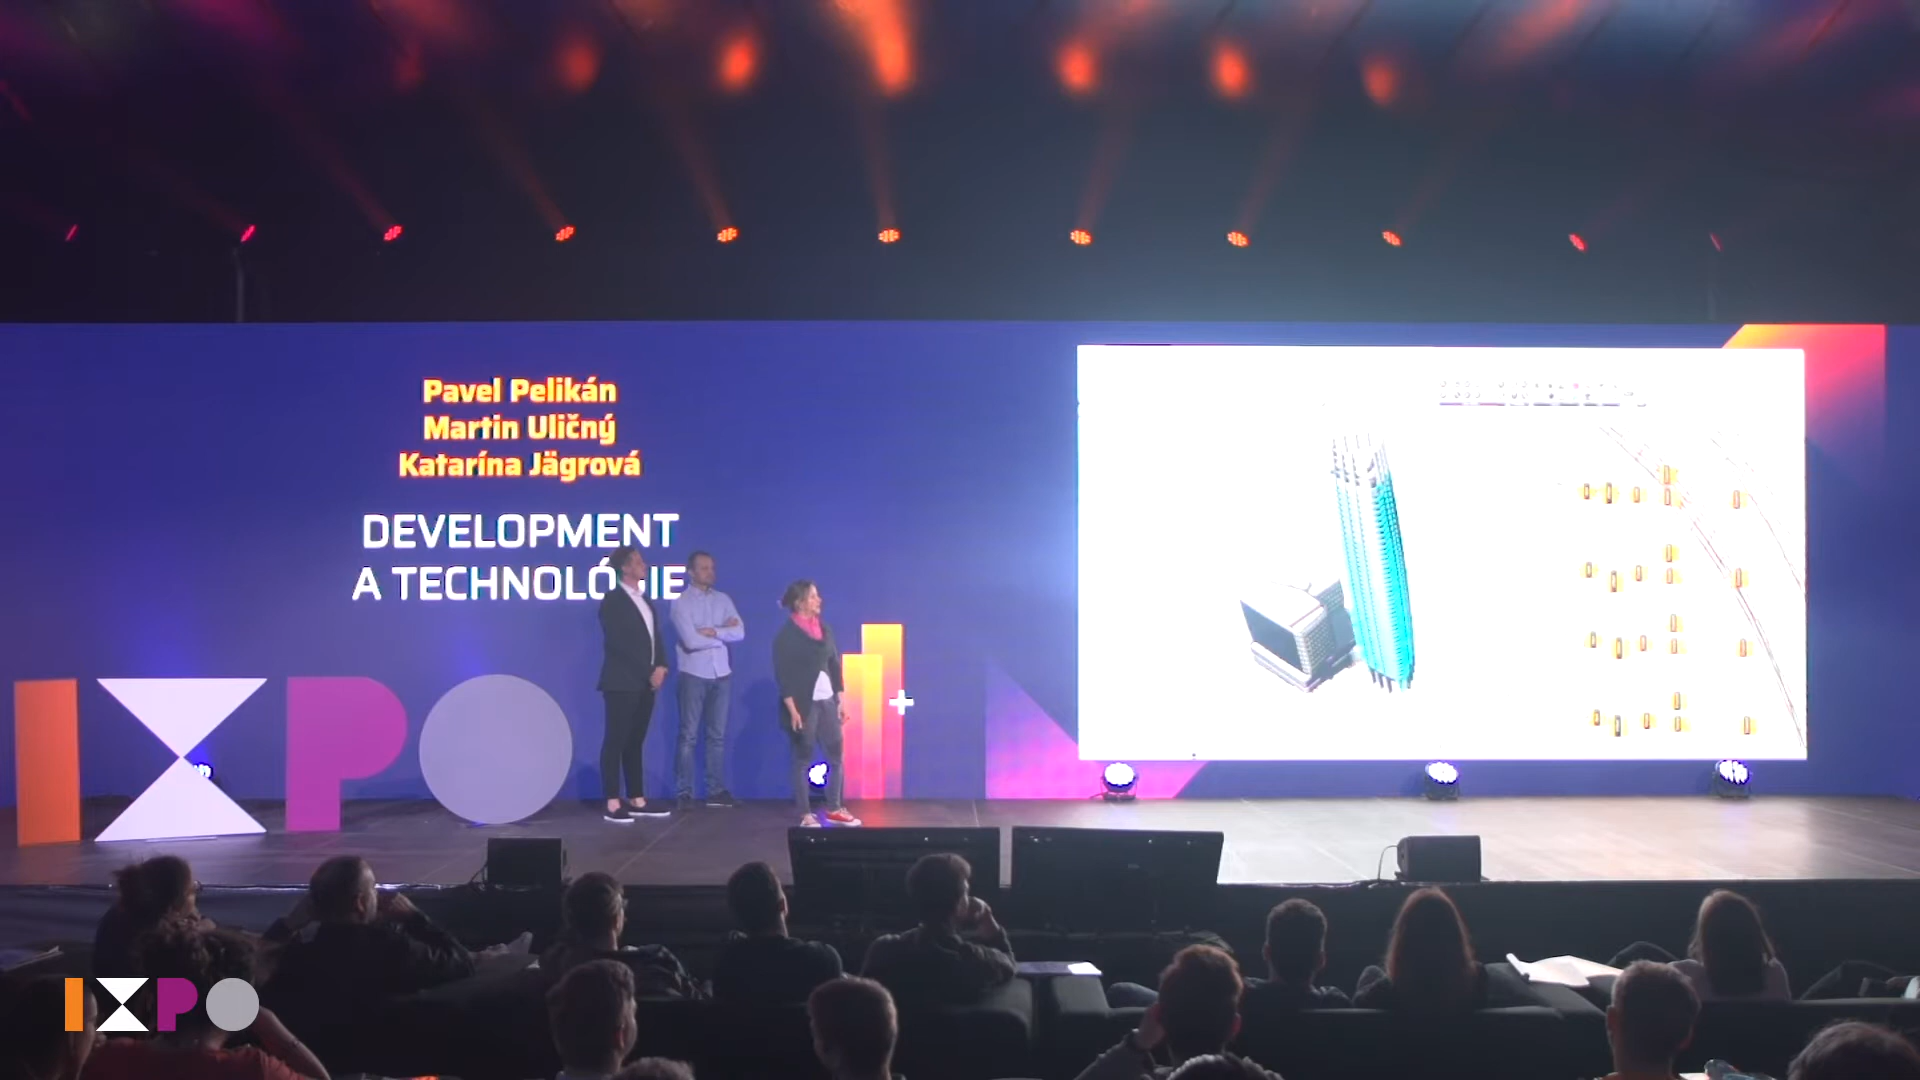 Pavel Pelikán
Martin Uličný
Katarína Jägrová
DEVELOPMENT
A TECHNOLÓGIE
IXPO
IXPO